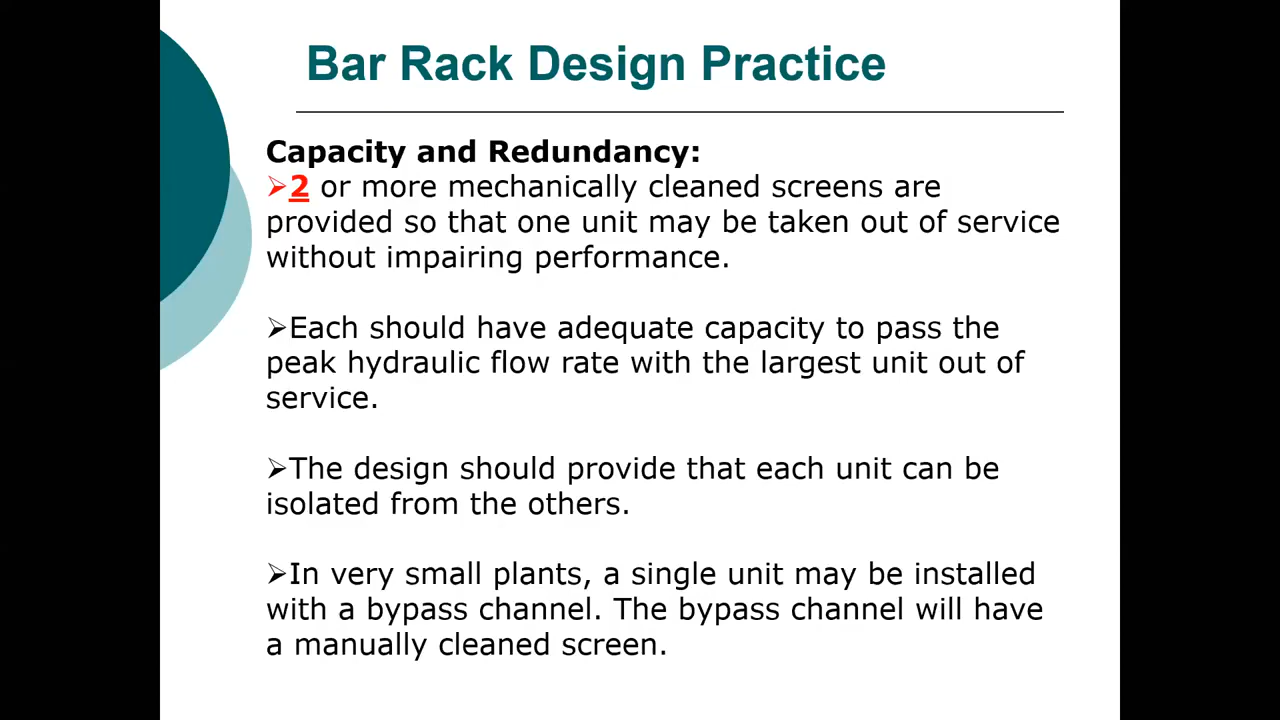 Bar Rack Design Practice
Capacity and Redundancy:
➢2 or more mechanically cleaned screens are
provided so that one unit may be taken out of service
without impairing performance.
➢Each should have adequate capacity to pass the
peak hydraulic flow rate with the largest unit out of
service.
➢The design should provide that each unit can be
isolated from the others.
➢In very small plants, a single unit may be installed
with a bypass channel. The bypass channel will have
a manually cleaned screen.